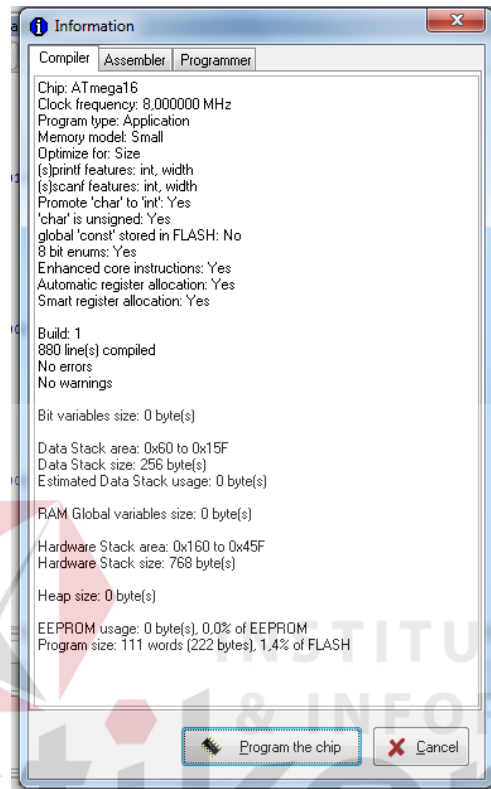 Information
Compiler Assembler Programmer
Chip: ATmega16
Clock frequency: 8,000000 MHz
Program type: Application
Memory model: Small
Optimize for: Size
(s)printf features: int, width
(s)scanf features: int, width
Promote 'char' to 'int': Yes
'char' is unsigned: Yes
global 'const' stored in FLASH: No
8 bit enums: Yes
Enhanced core instructions: Yes
Automatic register allocation: Yes
Smart register allocation: Yes
Build: 1
880 line(s) compiled
No errors
No warnings
Bit variables size: 0 byte(s)
Data Stack area: 0x60 to 0x15F
Data Stack size: 256 byte(s)
Estimated Data Stack usage: 0 byte(s)
RAM Global variables size: 0 byte(s)
Hardware Stack area: 0x160 to 0x45F
Hardware Stack size: 768 byte(s)
Heap size: 0 byte(s)
EEPROM usage: 0 byte(s), 0,0% of EEPROM
Program size: 111 words (222 bytes), 1,4% of FLASH
INSTITU
& INFO
Program the chip Cancel